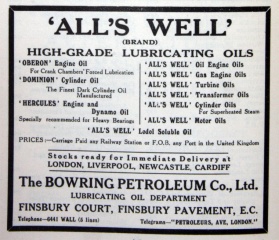 'ALL'S WELL'
(BRAND)
HIGH-GRADE LUBRICATING OILS
'OBERON' Engine Oil
For Crank Chambers' Forced Lubrication
'DOMINION' Cylinder Oil
The Finest Dark Cylinder Oil
Manufactured
'HERCULES' Engine and
Dynamo Oil
Specially recommended for Heavy Bearings
'ALL'S WELL' Oil Engine Oils
'ALL'S WELL' Gas Engine Oils
'ALL'S WELL' Turbine Oils
'ALL'S WELL' Transformer Oils
'ALL'S WELL' Cylinder Oils
For Superheated Steam
'ALL'S WELL' Motor Oils
'ALL'S WELL' Ledol Soluble Oil
PRICES:—Carriage Paid any Railway Station or F.O.B. any Port in the United Kingdom
Stocks ready for Immediate Delivery at
LONDON, LIVERPOOL, NEWCASTLE, CARDIFF
The BOWRING PETROLEUM Co., Ltd.
LUBRICATING OIL DEPARTMENT
FINSBURY COURT, FINSBURY PAVEMENT, E.C.
Telephone—6441 WALL (5 lines)
Telegrams—"PETROLEURS, AVE, LONDON."